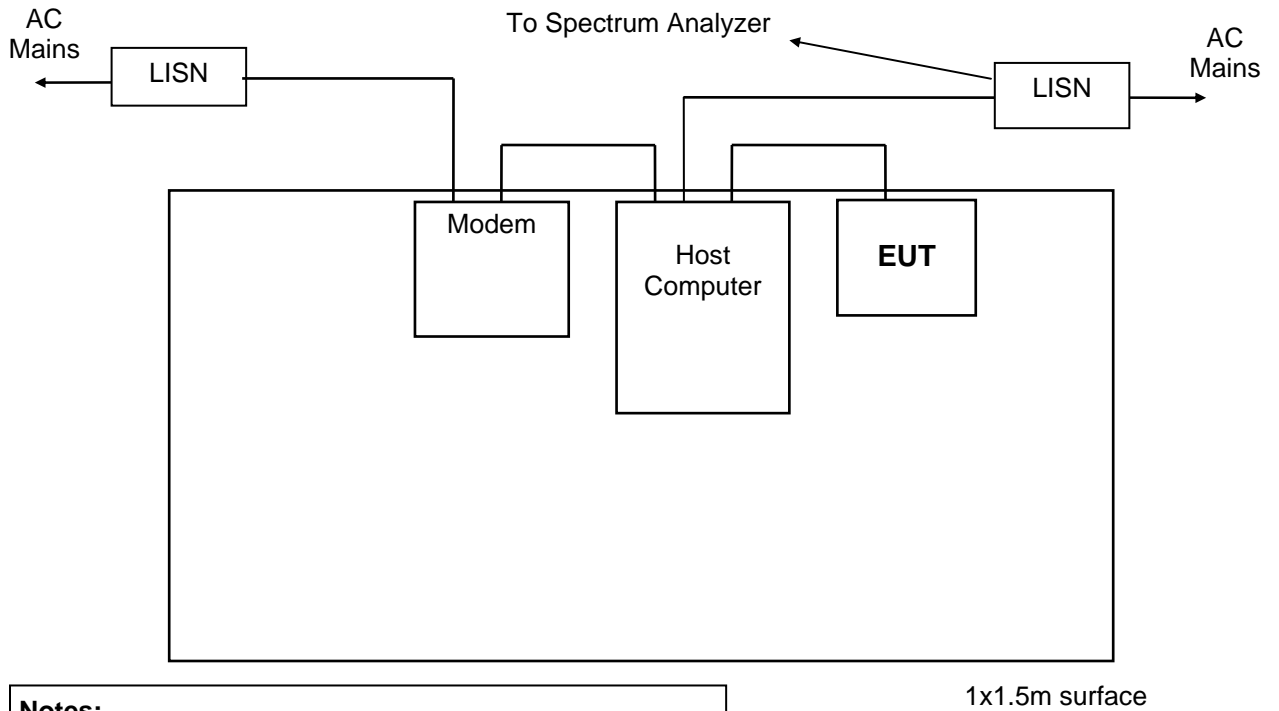 AC
Mains
LISN
To Spectrum Analyzer
LISN
AC
Mains
Modem
Host
Computer
EUT
1x1.5m surface
Notes: